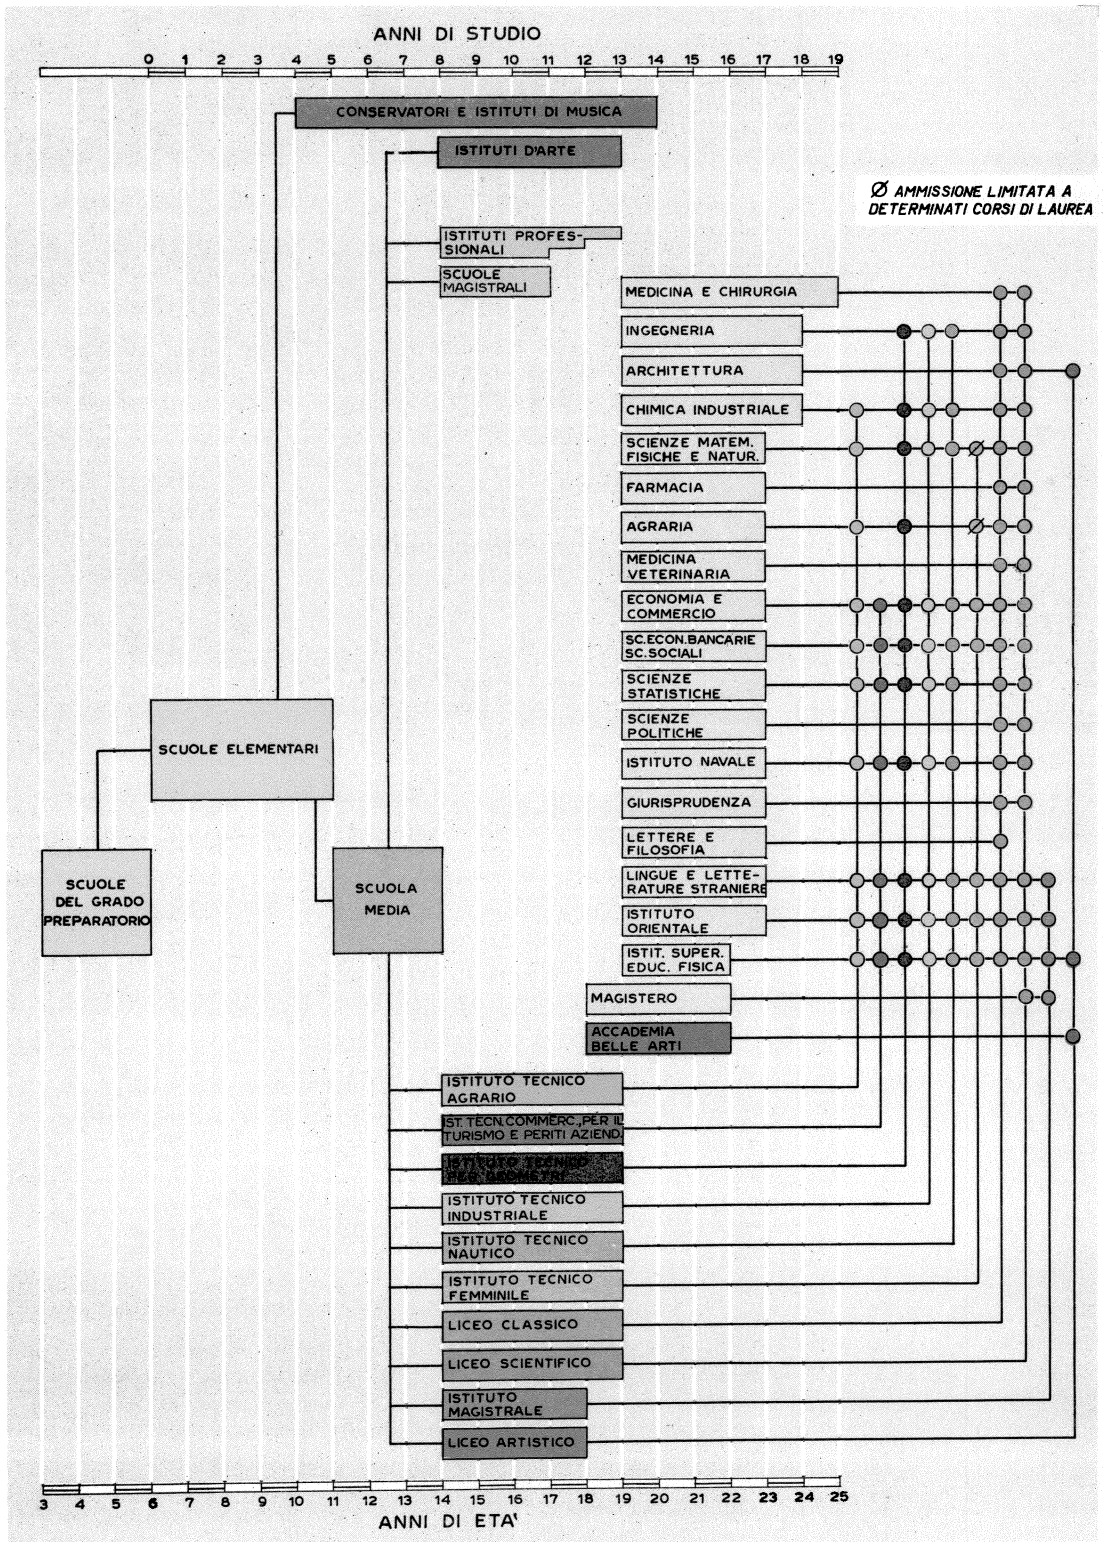 ANNI DI STUDIO
0 1 2 3 4 5 6 7 8 9 10 11 12 13 14 15 16 17 18 19
CONSERVATORI E ISTITUTI DI MUSICA
ISTITUTI D'ARTE
Ø AMMISSIONE LIMITATA A
DETERMINATI CORSI DI LAUREA
ISTITUTI PROFES-
SIONALI
SCUOLE
MAGISTRALI
MEDICINA E CHIRURGIA
INGEGNERIA
ARCHITETTURA
CHIMICA INDUSTRIALE
SCIENZE MATEM.
FISICHE E NATUR.
FARMACIA
AGRARIA
MEDICINA
VETERINARIA
ECONOMIA E
COMMERCIO
SC.ECON.BANCARIE
SC.SOCIALI
SCIENZE
STATISTICHE
SCIENZE
POLITICHE
SCUOLE ELEMENTARI
ISTITUTO NAVALE
GIURISPRUDENZA
LETTERE E
FILOSOFIA
LINGUE E LETTE-
RATURE STRANIERE
SCUOLE
DEL GRADO
PREPARATORIO
SCUOLA
MEDIA
ISTITUTO
ORIENTALE
ISTIT. SUPER.
EDUC. FISICA
MAGISTERO
ACCADEMIA
BELLE ARTI
ISTITUTO TECNICO
AGRARIO
IST. TECN.COMMERC.,PER IL
TURISMO E PERITI AZIEND.
ISTITUTO TECNICO
PER GEOMETRI
ISTITUTO TECNICO
INDUSTRIALE
ISTITUTO TECNICO
NAUTICO
ISTITUTO TECNICO
FEMMINILE
LICEO CLASSICO
LICEO SCIENTIFICO
ISTITUTO
MAGISTRALE
LICEO ARTISTICO
3 4 5 6 7 8 9 10 11 12 13 14 15 16 17 18 19 20 21 22 23 24 25
ANNI DI ETA'